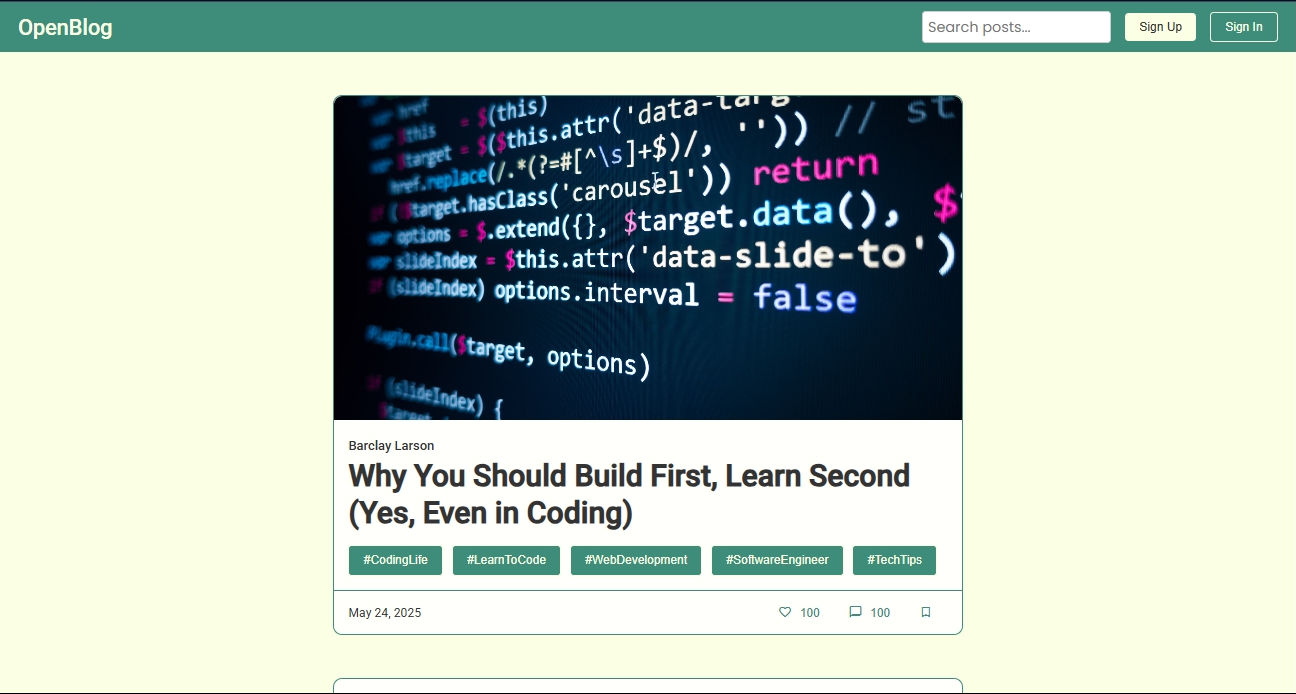 OpenBlog
Search posts...
Sign Up
Sign In
href
var $this = $(this)
var $target = $($this.attr('data-targ
href.replace(/.*(?=#[^\s]+$)/, '')) // st
if (!$target.hasClass('carousel')) return
var options = $.extend({}, $target.data(), $
var slideIndex = $this.attr('data-slide-to')
if (slideIndex) options.interval = false
Plugin.call($target, options)
if (slideIndex) {
$target
Barclay Larson
Why You Should Build First, Learn Second
(Yes, Even in Coding)
#CodingLife
#LearnToCode
#WebDevelopment
#SoftwareEngineer
#TechTips
May 24, 2025
100
100